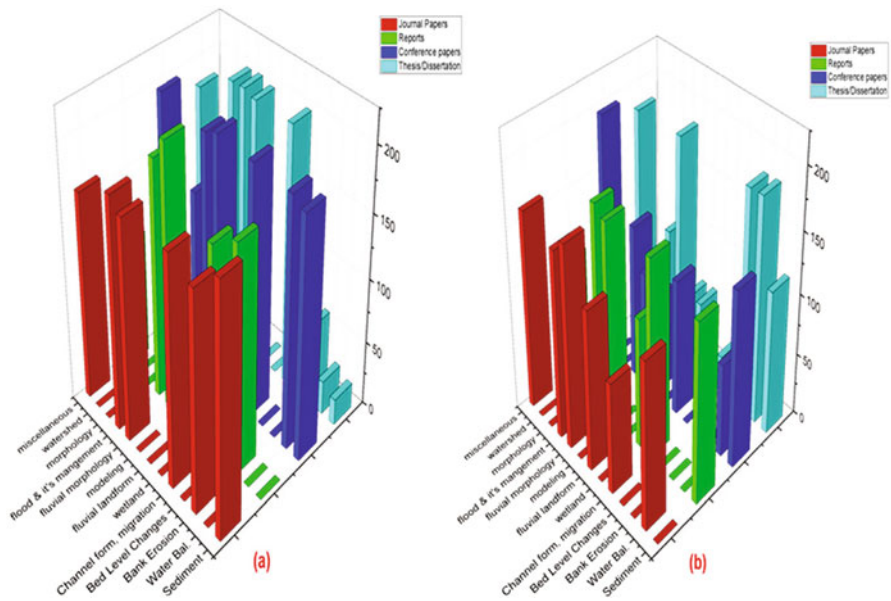 Journal Papers
Reports
Conference papers
Thesis/Dissertation
200
150
100
50
0
miscellaneous
watershed
morphology
flood & it's mangement
fluvial morphology
modeling
fluvial landform
wetland
Channel form. migration
Bed Level Changes
Bank Erosion
Water Bal.
Sediment
(a)
Journal Papers
Reports
Conference papers
Thesis/Dissertation
200
150
100
50
0
miscellaneous
watershed
morphology
flood & it's mangement
fluvial morphology
modeling
fluvial landform
wetland
Channel form. migration
Bed Level Changes
Bank Erosion
Water Bal.
Sediment
(b)